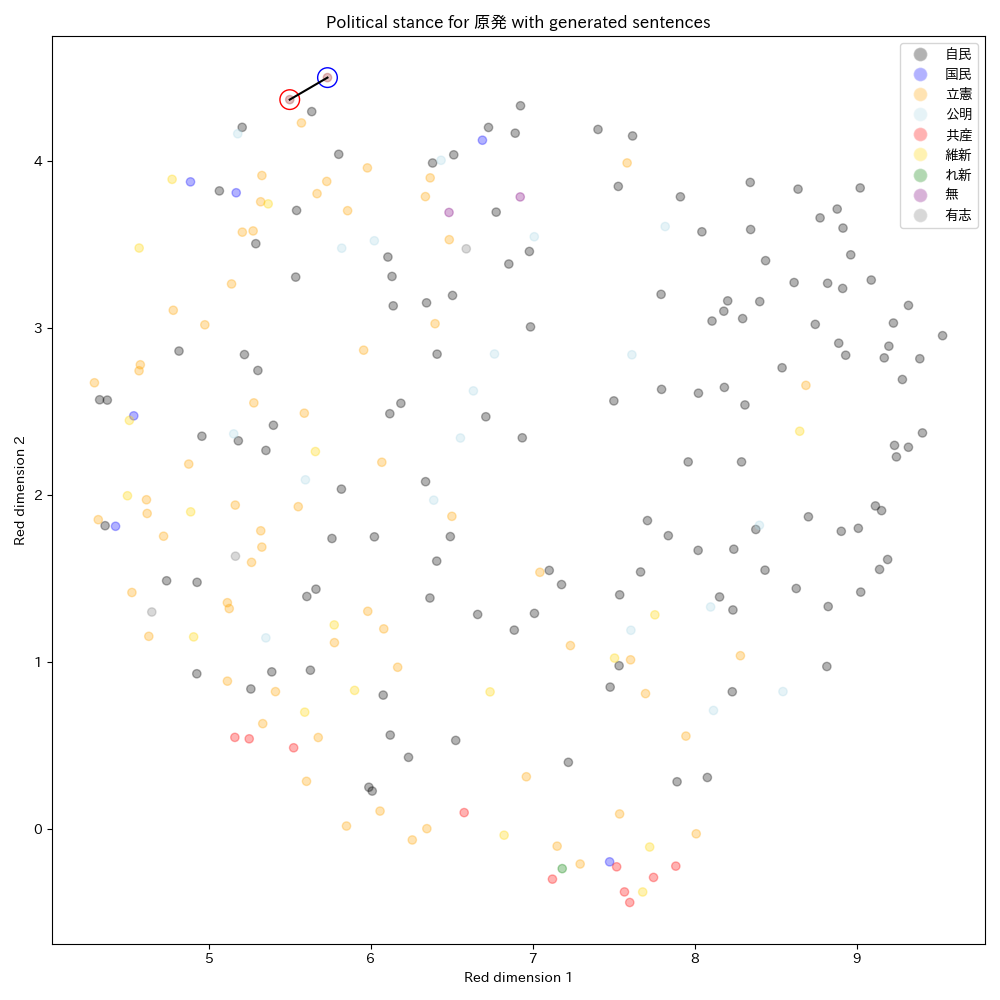 Political stance for 原発 with generated sentences
自民
国民
立憲
公明
共産
維新
れ新
無
有志
Red dimension 2
4
3
2
1
0
5 6 7 8 9
Red dimension 1